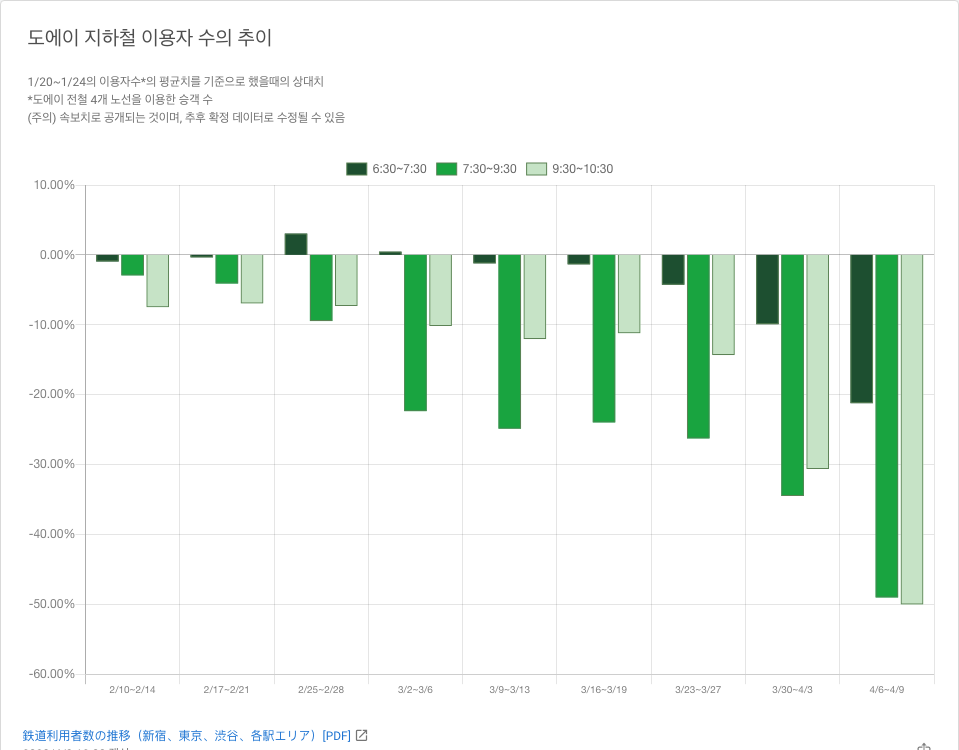 도에이 지하철 이용자 수의 추이
1/20~1/24의 이용자수*의 평균치를 기준으로 했을때의 상대치
*도에이 전철 4개 노선을 이용한 승객 수
(주의) 속보치로 공개되는 것이며, 추후 확정 데이터로 수정될 수 있음
6:30~7:30 7:30~9:30 9:30~10:30
10.00%
0.00%
-10.00%
-20.00%
-30.00%
-40.00%
-50.00%
-60.00%
2/10~2/14 2/17~2/21 2/25~2/28 3/2~3/6 3/9~3/13 3/16~3/19 3/23~3/27 3/30~4/3 4/6~4/9
鉄道利用者数の推移（新宿、東京、渋谷、各駅エリア）[PDF]